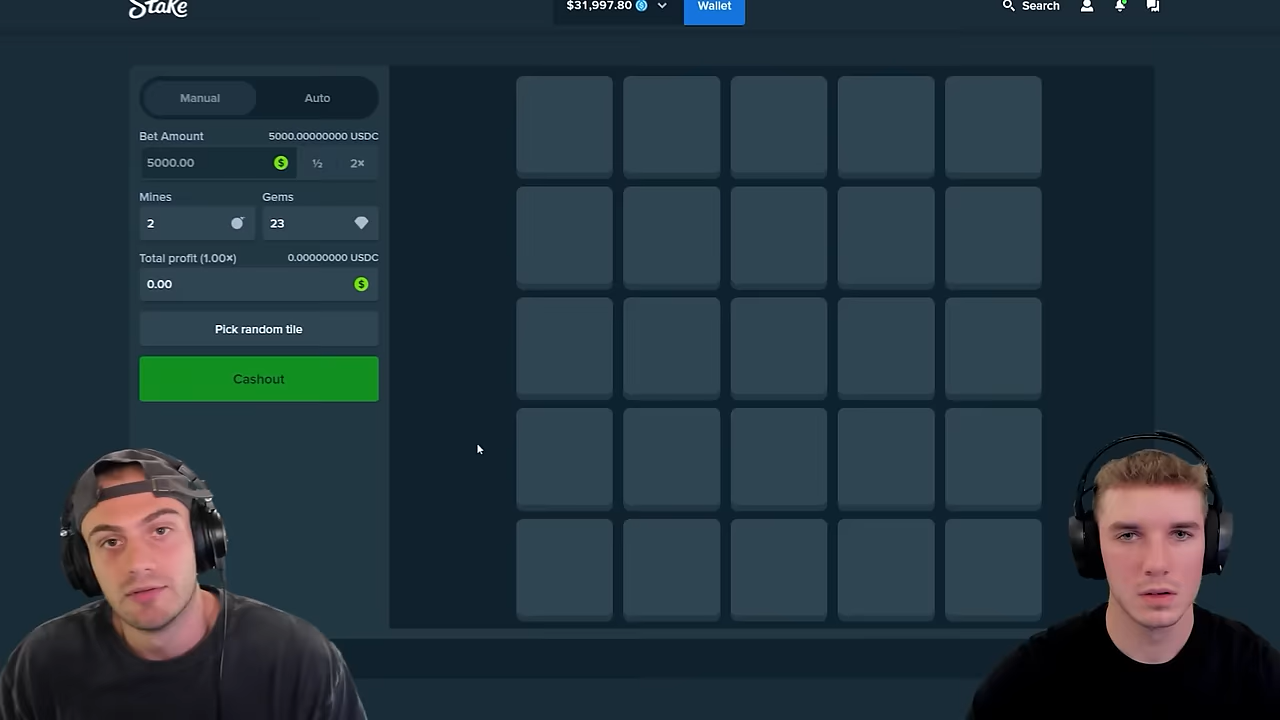 Stake
$31,997.80
Wallet
Search
Manual
Auto
Bet Amount
5000.00000000 USDC
5000.00
½
2×
Mines
Gems
2
23
Total profit (1.00×)
0.00000000 USDC
0.00
Pick random tile
Cashout